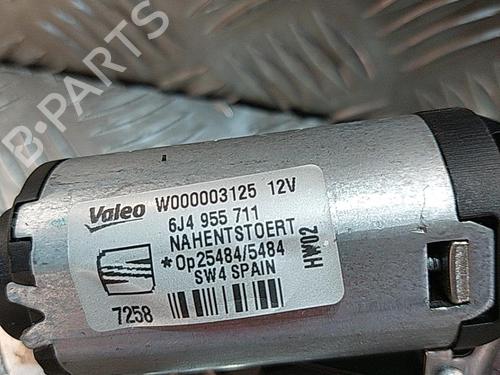 B-PARTS
Valeo W000003125 12V
6J4 955 711
NAHENTSTOERT
*Op25484/5484
SW4 SPAIN
HW02
7258